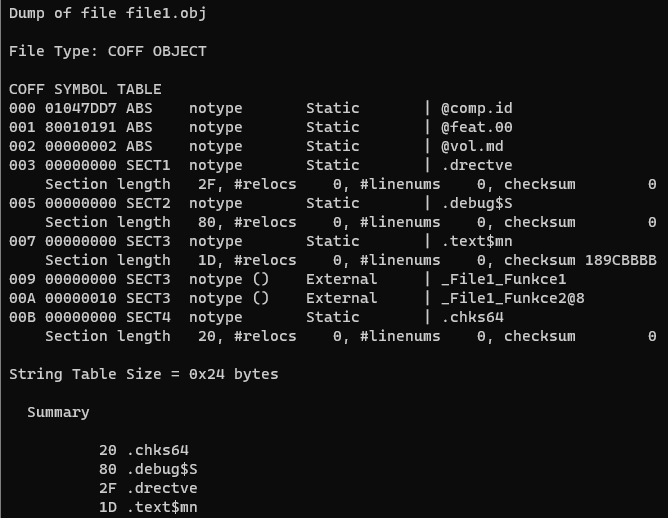 Dump of file file1.obj
File Type: COFF OBJECT
COFF SYMBOL TABLE
000 01047DD7 ABS    notype       Static       | @comp.id
001 80010191 ABS    notype       Static       | @feat.00
002 00000002 ABS    notype       Static       | @vol.md
003 00000000 SECT1  notype       Static       | .drectve
    Section length   2F, #relocs    0, #linenums    0, checksum        0
005 00000000 SECT2  notype       Static       | .debug$S
    Section length   80, #relocs    0, #linenums    0, checksum        0
007 00000000 SECT3  notype       Static       | .text$mn
    Section length   1D, #relocs    0, #linenums    0, checksum 189CBBBB
009 00000000 SECT3  notype ()    External     | _File1_Funkce1
00A 00000010 SECT3  notype ()    External     | _File1_Funkce2@8
00B 00000000 SECT4  notype       Static       | .chks64
    Section length   20, #relocs    0, #linenums    0, checksum        0
String Table Size = 0x24 bytes
  Summary
          20 .chks64
          80 .debug$S
          2F .drectve
          1D .text$mn